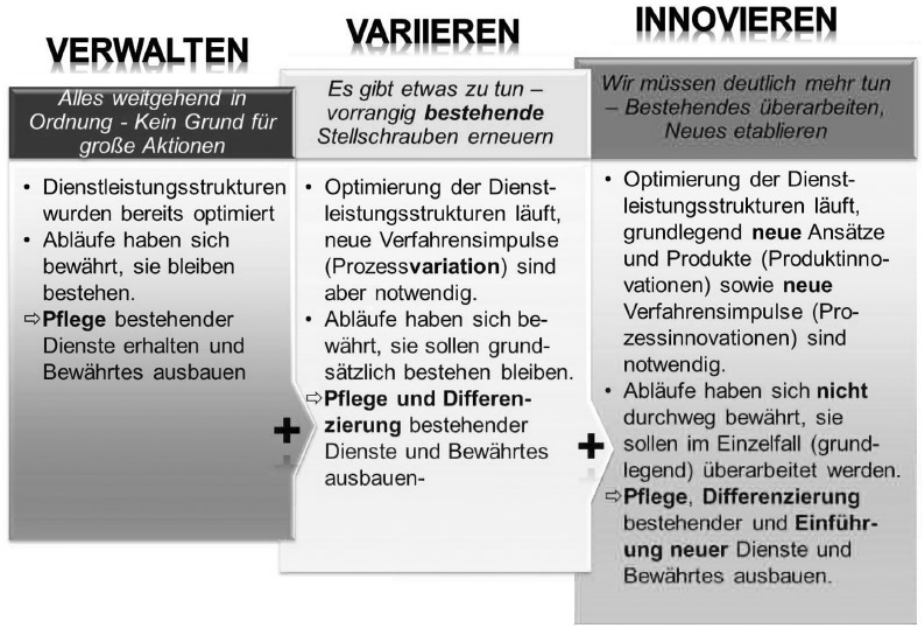 VERWALTEN
Alles weitgehend in
Ordnung - Kein Grund für
große Aktionen
• Dienstleistungsstrukturen
wurden bereits optimiert
• Abläufe haben sich
bewährt, sie bleiben
bestehen.
⇨Pflege bestehender
Dienste erhalten und
Bewährtes ausbauen
+
VARIIEREN
Es gibt etwas zu tun –
vorrangig bestehende
Stellschrauben erneuern
• Optimierung der Dienst-
leistungsstrukturen läuft,
neue Verfahrensimpulse
(Prozessvariation) sind
aber notwendig.
• Abläufe haben sich be-
währt, sie sollen grund-
sätzlich bestehen bleiben.
⇨Pflege und Differen-
zierung bestehender
Dienste und Bewährtes
ausbauen-
+
INNOVIEREN
Wir müssen deutlich mehr tun
– Bestehendes überarbeiten,
Neues etablieren
• Optimierung der Dienst-
leistungsstrukturen läuft,
grundlegend neue Ansätze
und Produkte (Produktinno-
vationen) sowie neue
Verfahrensimpulse (Pro-
zessinnovationen) sind
notwendig.
• Abläufe haben sich nicht
durchweg bewährt, sie
sollen im Einzelfall (grund-
legend) überarbeitet werden.
⇨Pflege, Differenzierung
bestehender und Einführ-
ung neuer Dienste und
Bewährtes ausbauen.